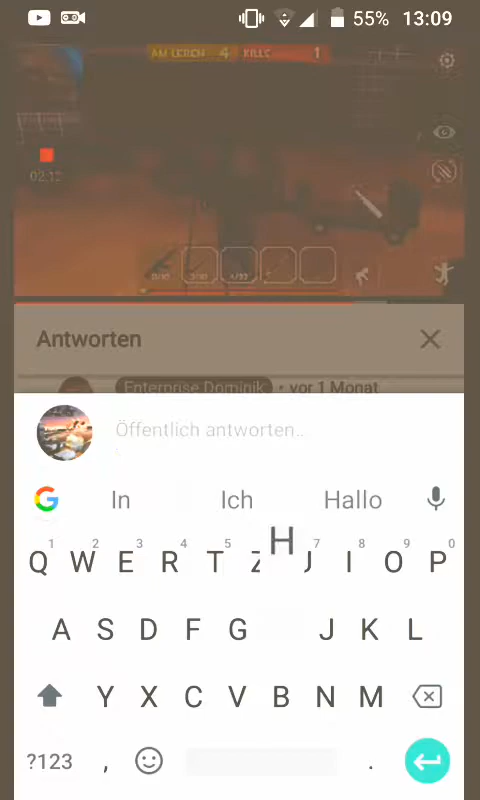 55% 13:09
AM LEBEN 4 KILLS 1
02:12
Antworten
Enterprise Dominik • vor 1 Monat
Öffentlich antworten..
In Ich Hallo
1 2 3 4 5 7 8 9 0
Q W E R T Z H J I O P
A S D F G J K L
Y X C V B N M
?123 , .